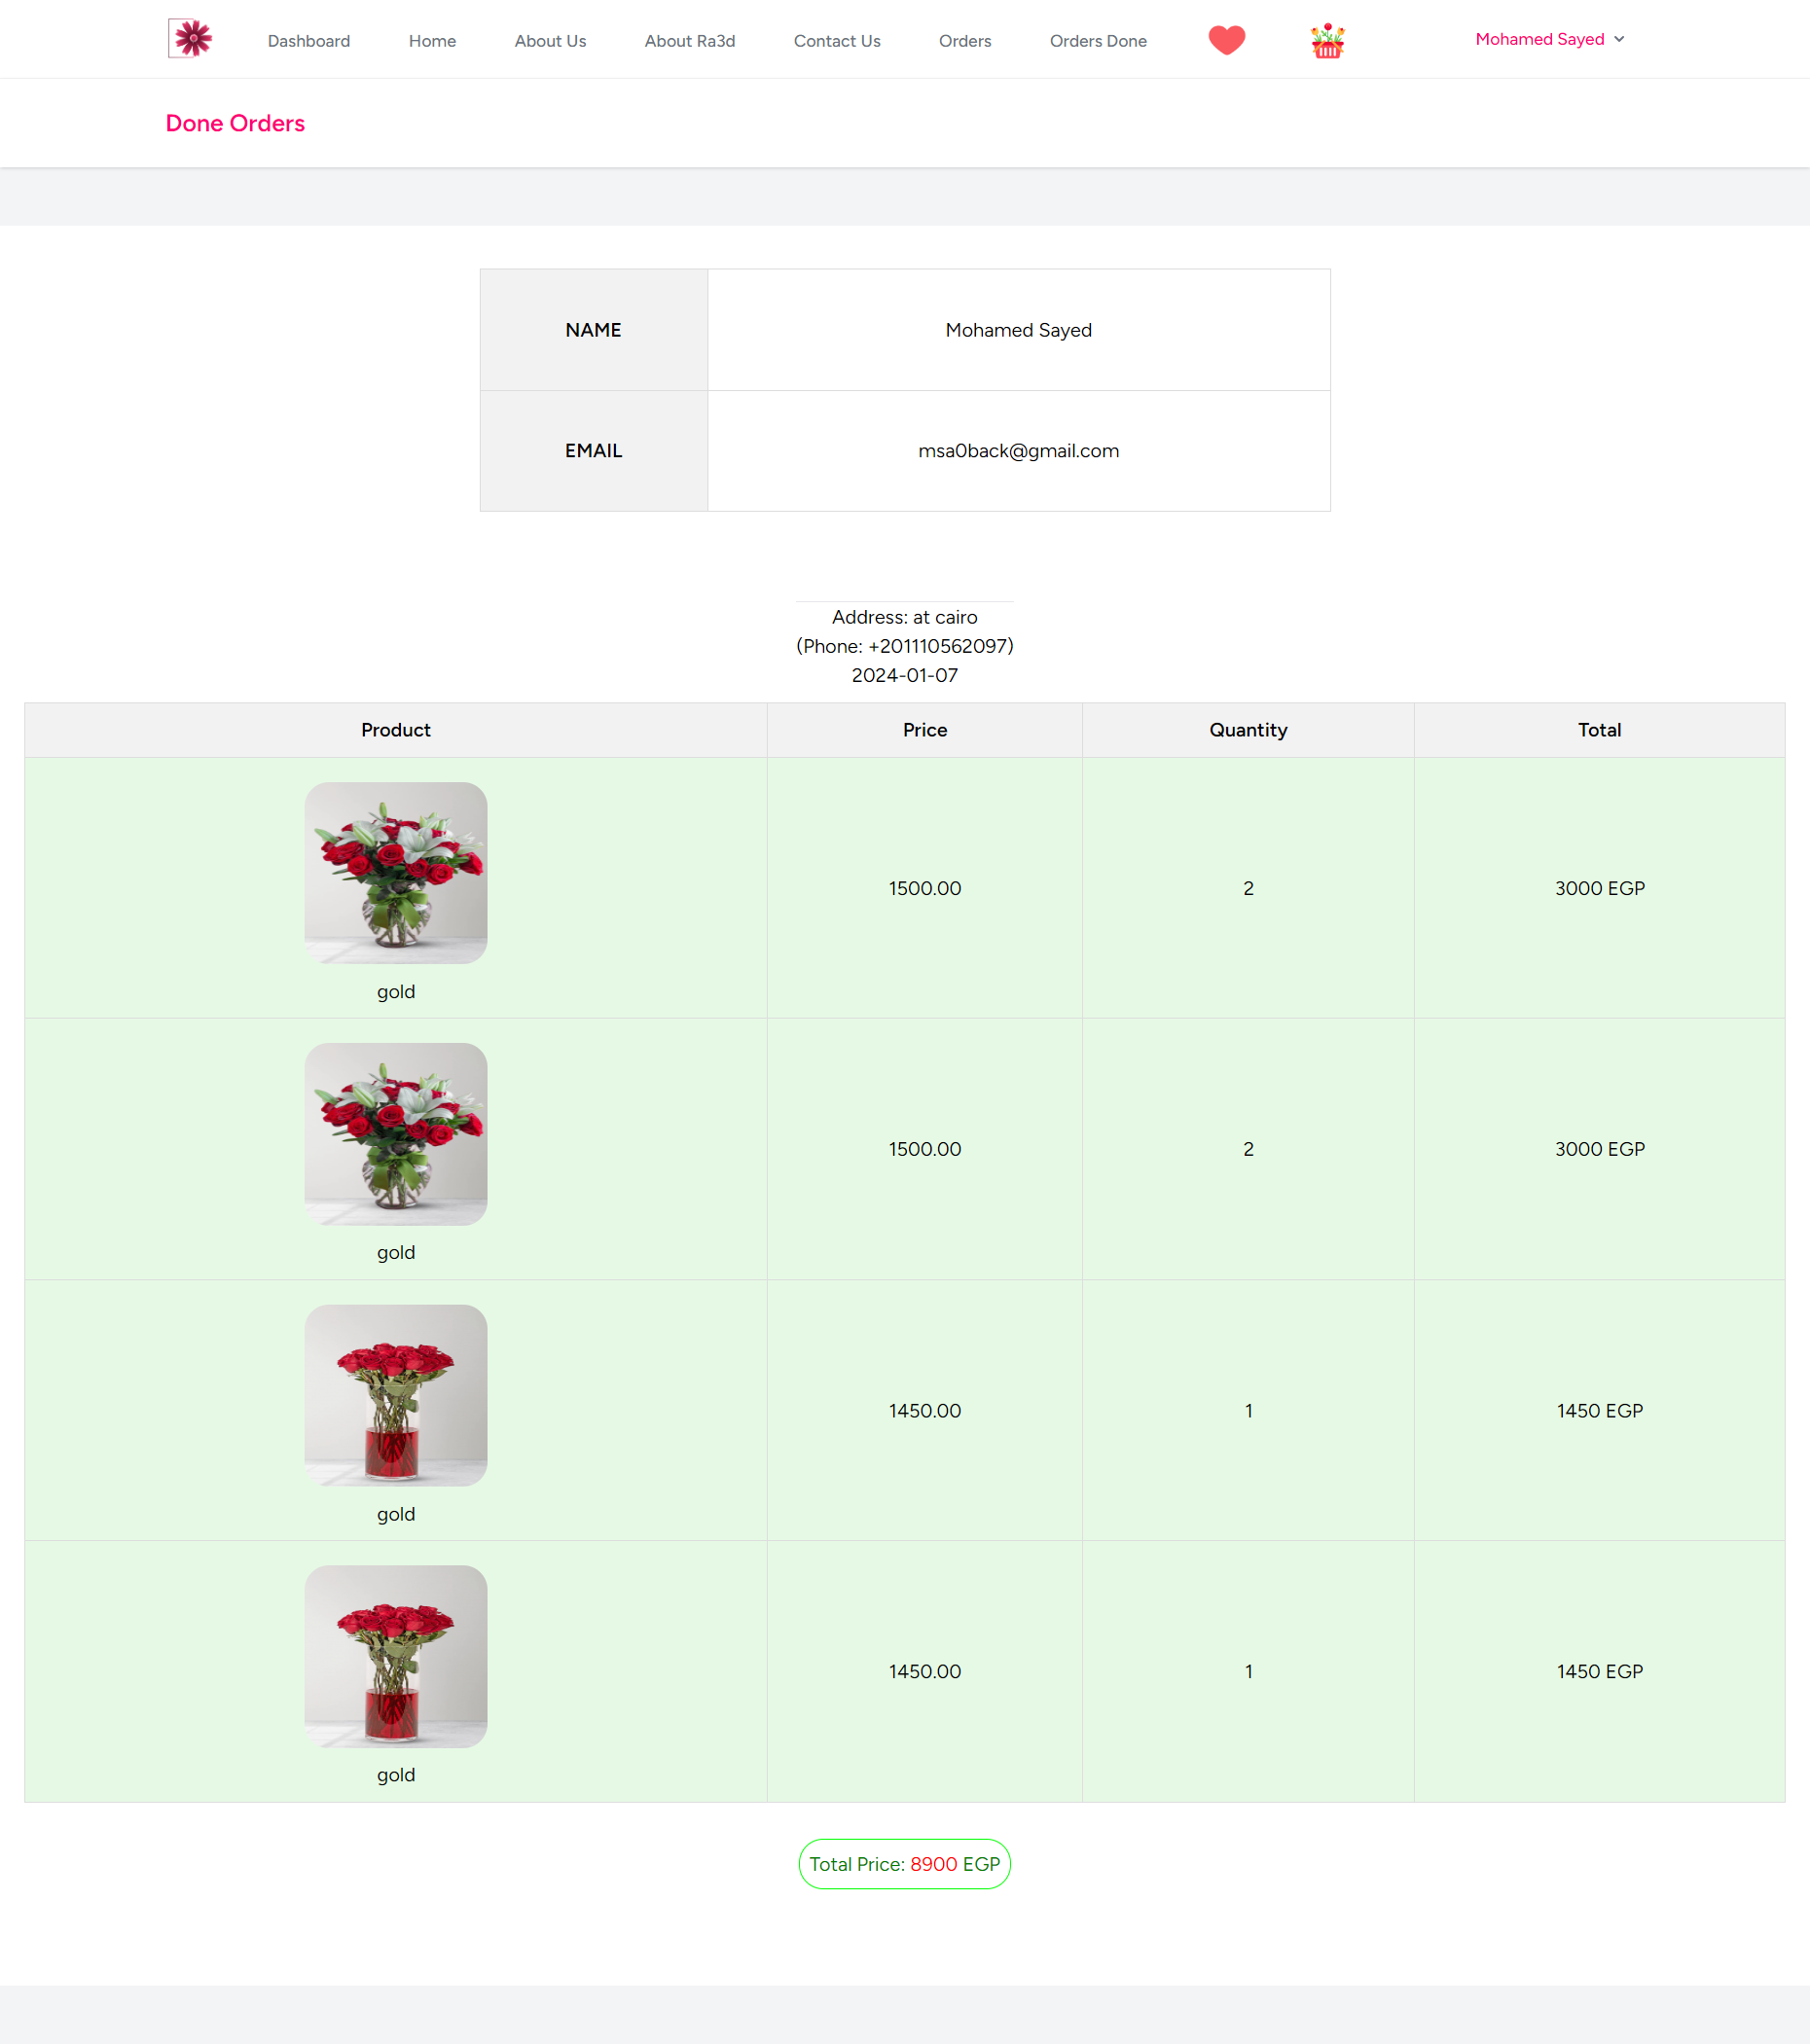 Dashboard Home About Us About Ra3d Contact Us Orders Orders Done Mohamed Sayed
Done Orders
NAME Mohamed Sayed
EMAIL msa0back@gmail.com
Address: at cairo
(Phone: +201110562097)
2024-01-07
Product Price Quantity Total
1500.00 2 3000 EGP
gold
1500.00 2 3000 EGP
gold
1450.00 1 1450 EGP
gold
1450.00 1 1450 EGP
gold
Total Price: 8900 EGP